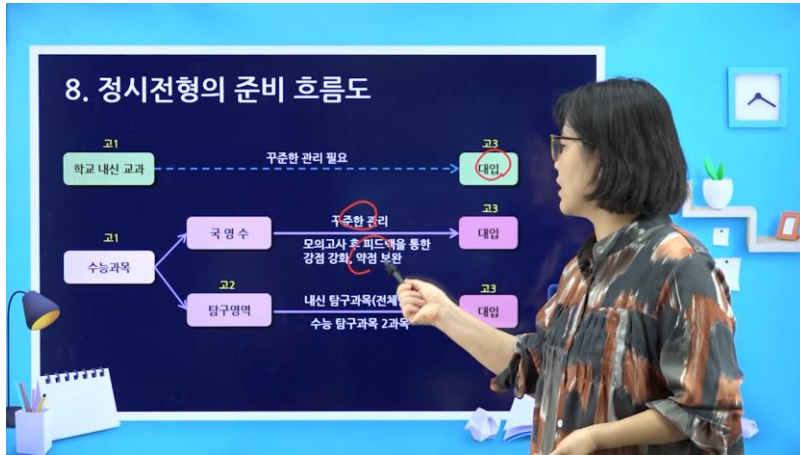 8. 정시전형의 준비 흐름도
고1
고3
학교 내신 교과
꾸준한 관리 필요
대입
고1
수능과목
국 영 수
꾸준한 관리
모의고사 후 피드백을 통한
강점 강화, 약점 보완
고3
대입
고2
탐구영역
내신 탐구과목(전체
수능 탐구과목 2과목
고3
대입